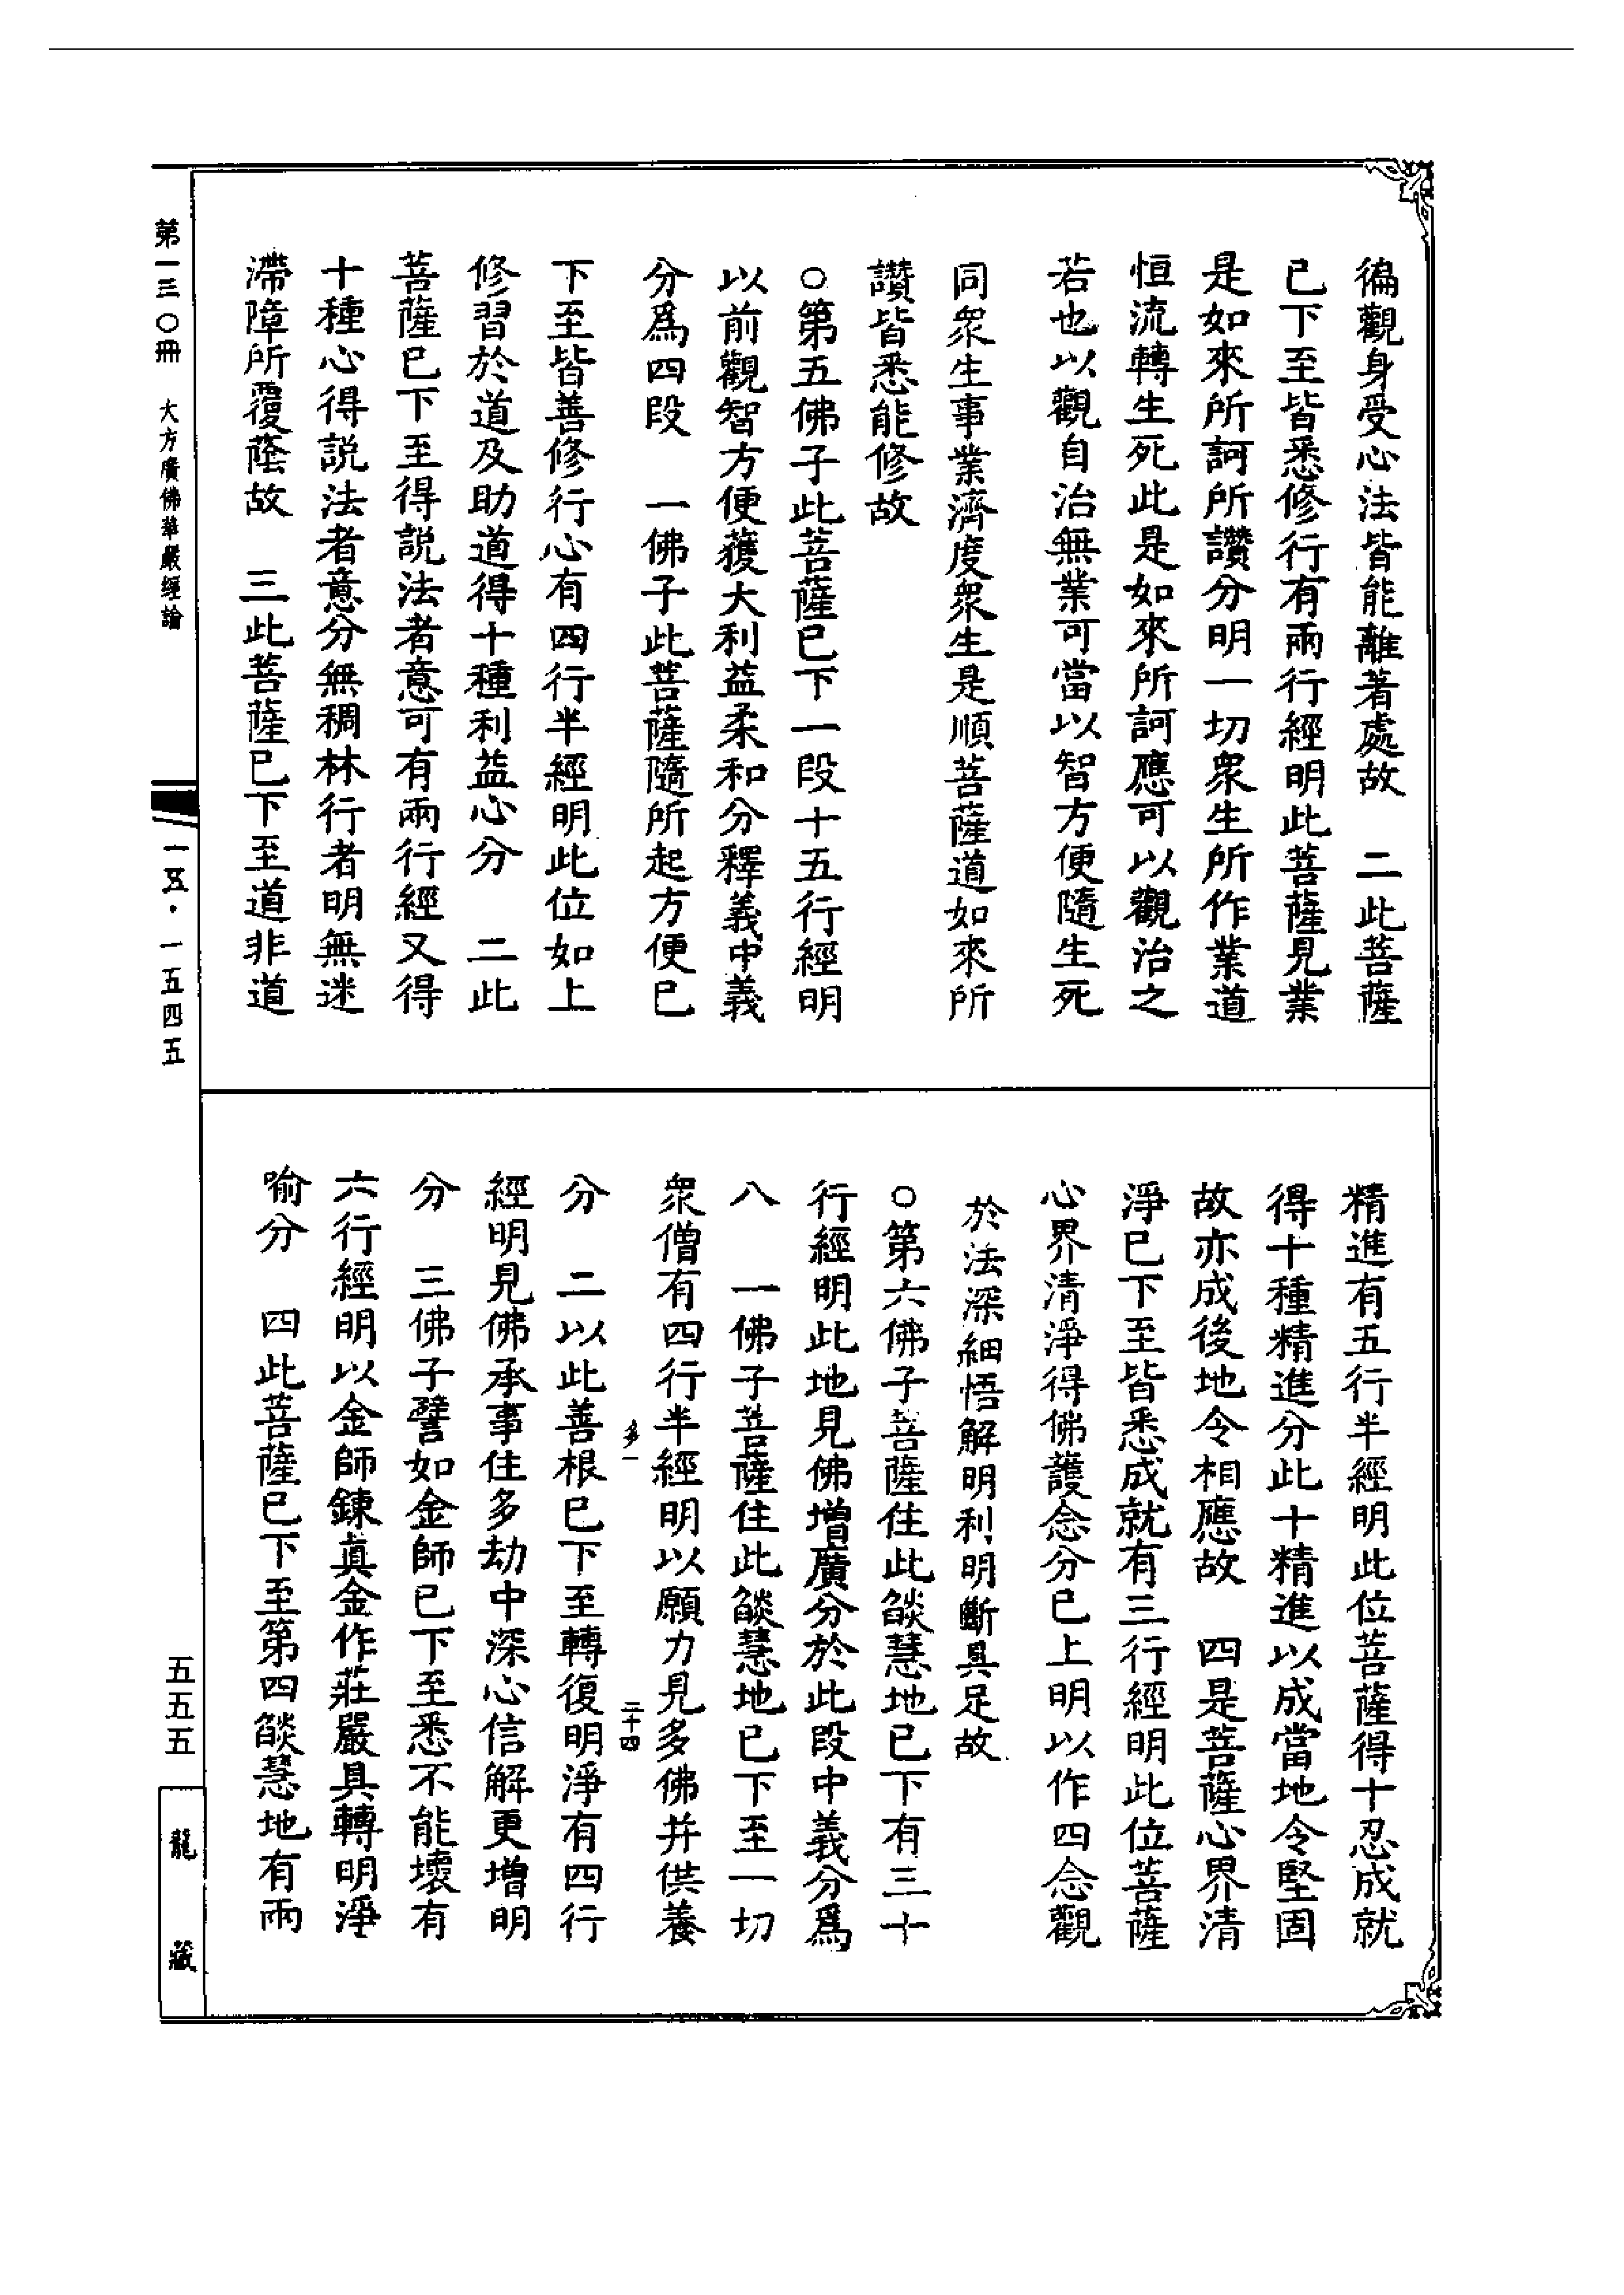 徧觀身受心法皆能離著處故　二此菩薩
已下至皆悉修行有兩行經明此菩薩見業
是如來所訶所讚分明一切衆生所作業道
恒流轉生死此是如來所訶應可以觀治之
若也以觀自治無業可當以智方便隨生死
同衆生事業濟度衆生是順菩薩道如來所
讚皆悉能修故
○第五佛子此菩薩已下一段十五行經明
以前觀智方便獲大利益柔和分釋義中義
分爲四段　一佛子此菩薩隨所起方便已
下至皆善修行心有四行半經明此位如上
修習於道及助道得十種利益心分　二此
菩薩已下至得説法者意可有兩行經又得
十種心得説法者意分無稠林行者明無迷
滯障所覆蔭故　三此菩薩已下至道非道
精進有五行半經明此位菩薩得十忍成就
得十種精進分此十精進以成當地令堅固
故亦成後地令相應故　四是菩薩心界清
淨已下至皆悉成就有三行經明此位菩薩
心界清淨得佛護念分已上明以作四念觀
於法深細悟解明利明斷具足故
○第六佛子菩薩住此燄慧地已下有三十
行經明此地見佛增廣分於此段中義分爲
八　一佛子菩薩住此燄慧地已下至一切
衆僧有四行半經明以願力見多佛并供養
多一
二十四
分　二以此善根已下至轉復明淨有四行
經明見佛承事住多劫中深心信解更增明
分　三佛子譬如金師已下至悉不能壞有
六行經明以金師鍊真金作莊嚴具轉明淨
喻分　四此菩薩已下至第四燄慧地有兩
第一三○冊　大方廣佛華嚴經論
一五·一五四五
五五五
龍藏